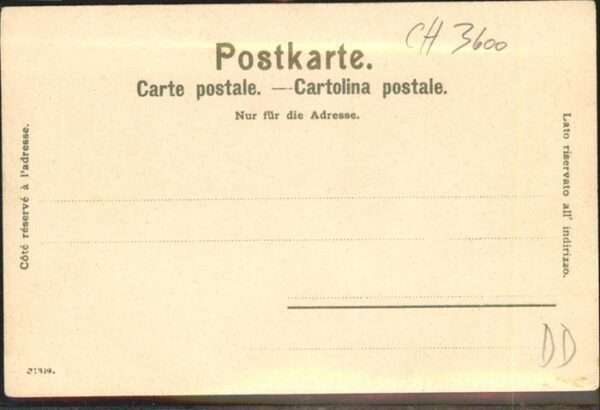 CH 3600
Postkarte.
Carte postale. — Cartolina postale.
Nur für die Adresse.
Côté réservé à l'adresse.
Lato riservato all' indirizzo.
DD